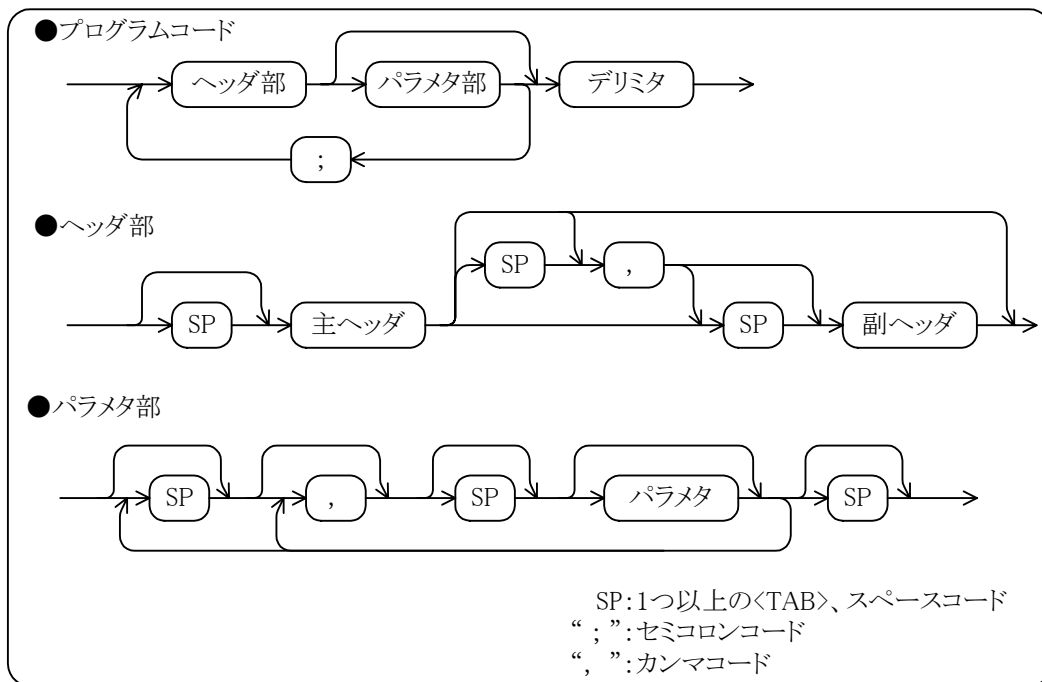 ●プログラムコード
ヘッダ部 パラメタ部 デリミタ
;
●ヘッダ部
SP ,
SP 主ヘッダ SP 副ヘッダ
●パラメタ部
SP , SP パラメタ SP
SP:1つ以上の<TAB>、スペースコード
“ ; ”:セミコロンコード
“, ”:カンマコード